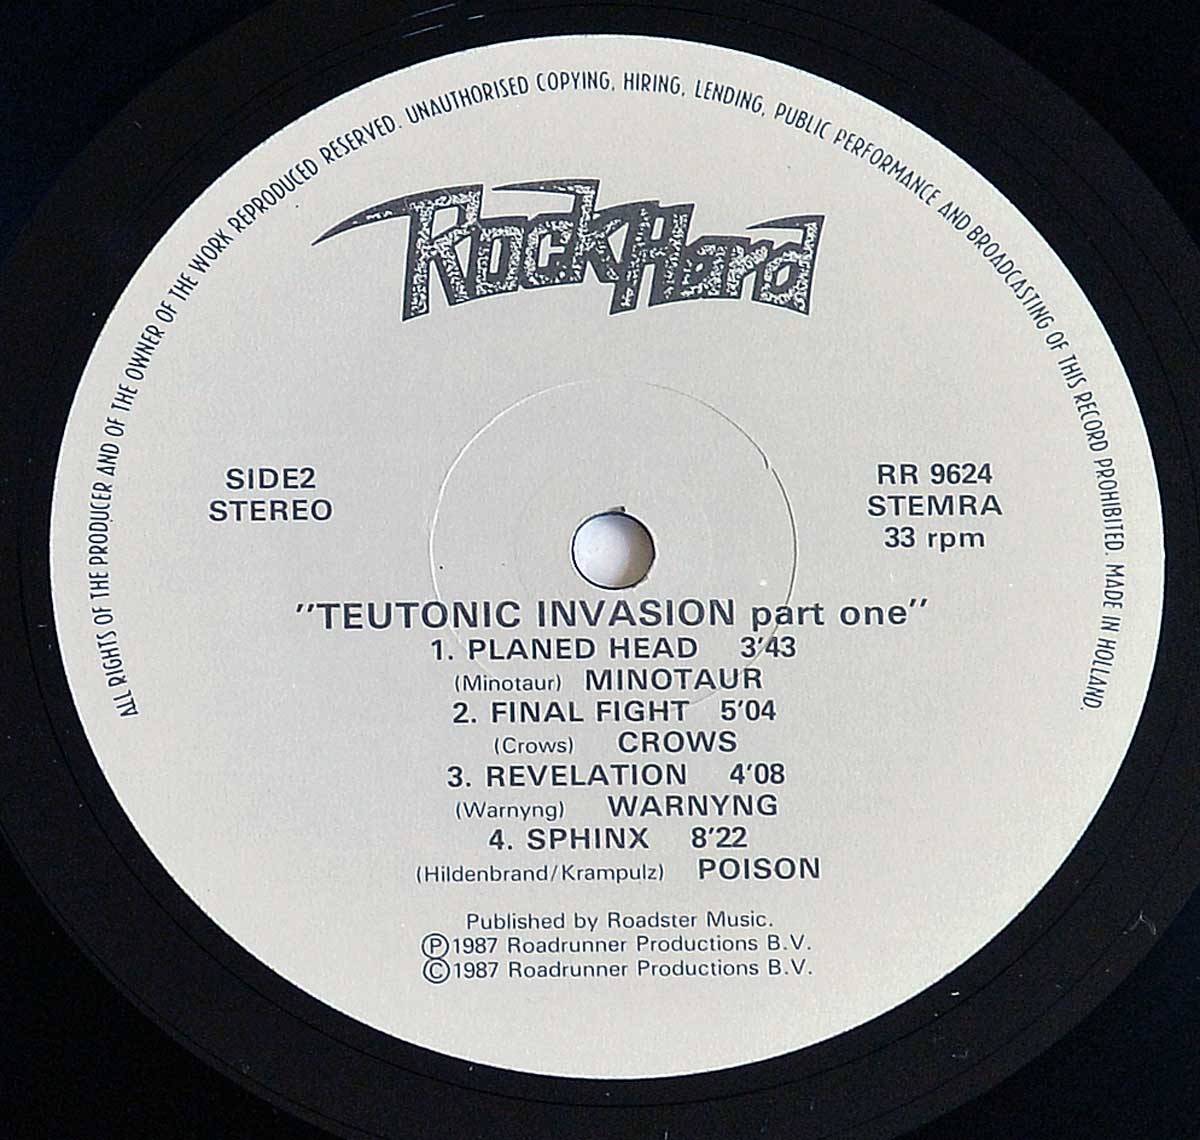 ALL RIGHTS OF THE PRODUCER AND OF THE OWNER OF THE WORK REPRODUCED RESERVED. UNAUTHORISED COPYING, HIRING, LENDING, PUBLIC PERFORMANCE AND BROADCASTING OF THIS RECORD PROHIBITED. MADE IN HOLLAND.
RockHard
SIDE2
STEREO
RR 9624
STEMRA
33 rpm
"TEUTONIC INVASION part one"
1. PLANED HEAD 3'43
(Minotaur) MINOTAUR
2. FINAL FIGHT 5'04
(Crows) CROWS
3. REVELATION 4'08
(Warnyng) WARNYNG
4. SPHINX 8'22
(Hildenbrand/Krampulz) POISON
Published by Roadster Music.
Ⓟ1987 Roadrunner Productions B.V.
©1987 Roadrunner Productions B.V.